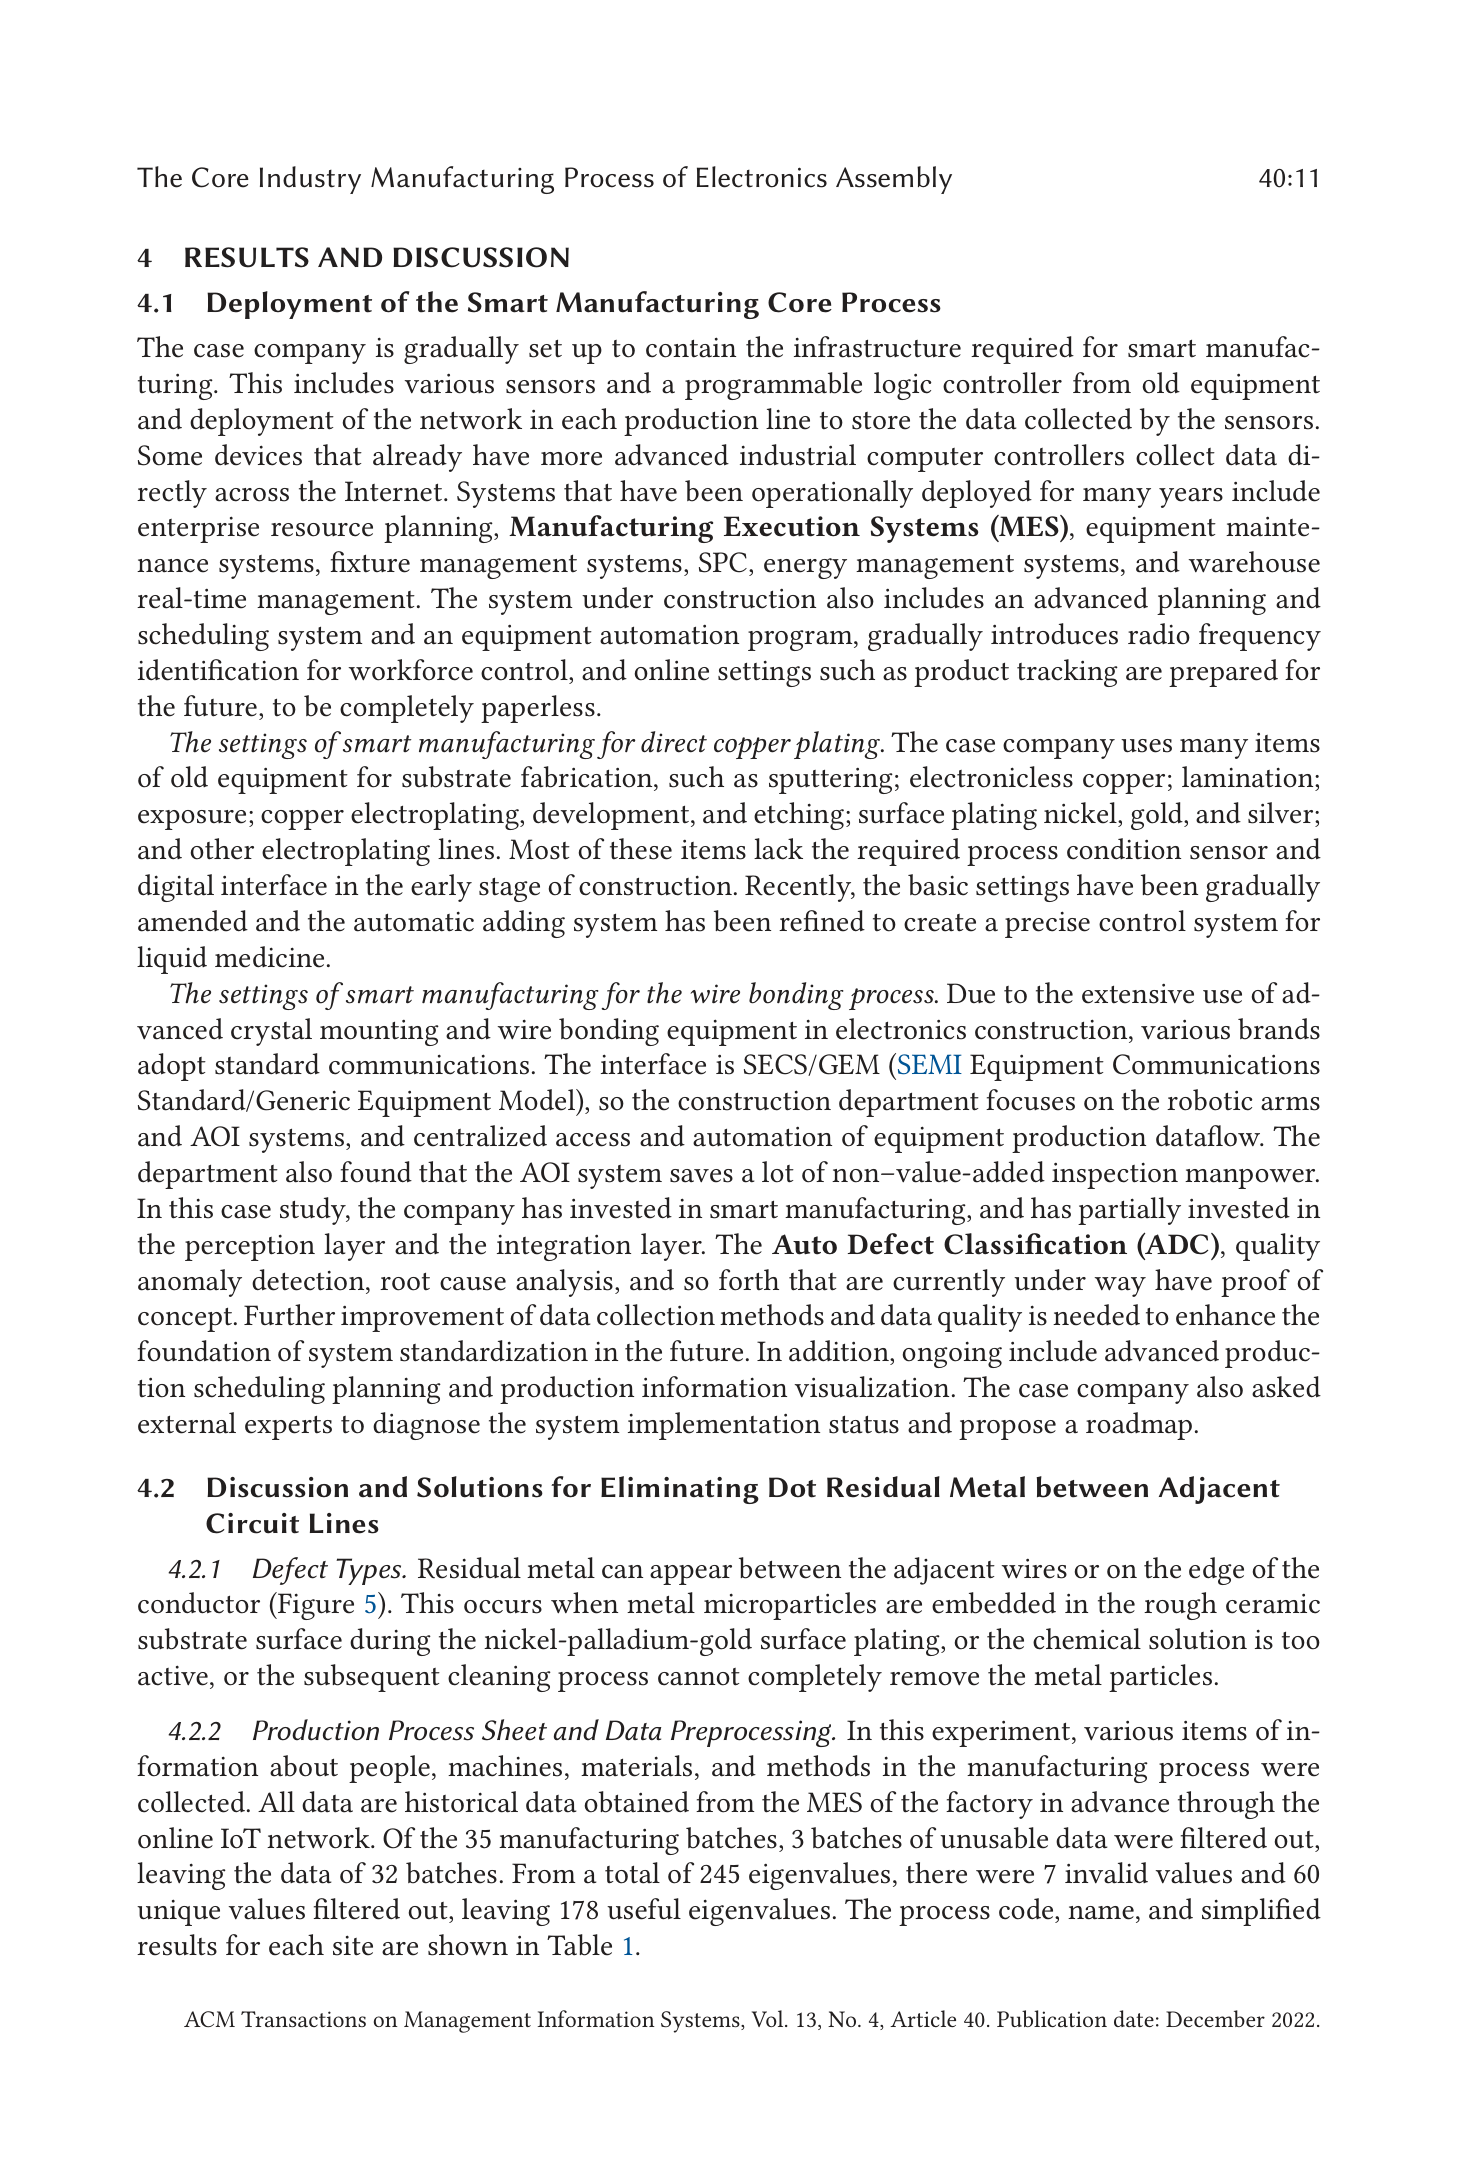 The Core Industry Manufacturing Process of Electronics Assembly 40:11
4 RESULTS AND DISCUSSION
4.1 Deployment of the Smart Manufacturing Core Process
The case company is gradually set up to contain the infrastructure required for smart manufac-
turing. This includes various sensors and a programmable logic controller from old equipment
and deployment of the network in each production line to store the data collected by the sensors.
Some devices that already have more advanced industrial computer controllers collect data di-
rectly across the Internet. Systems that have been operationally deployed for many years include
enterprise resource planning, Manufacturing Execution Systems (MES), equipment mainte-
nance systems, fixture management systems, SPC, energy management systems, and warehouse
real-time management. The system under construction also includes an advanced planning and
scheduling system and an equipment automation program, gradually introduces radio frequency
identification for workforce control, and online settings such as product tracking are prepared for
the future, to be completely paperless.
The settings of smart manufacturing for direct copper plating. The case company uses many items
of old equipment for substrate fabrication, such as sputtering; electronicless copper; lamination;
exposure; copper electroplating, development, and etching; surface plating nickel, gold, and silver;
and other electroplating lines. Most of these items lack the required process condition sensor and
digital interface in the early stage of construction. Recently, the basic settings have been gradually
amended and the automatic adding system has been refined to create a precise control system for
liquid medicine.
The settings of smart manufacturing for the wire bonding process. Due to the extensive use of ad-
vanced crystal mounting and wire bonding equipment in electronics construction, various brands
adopt standard communications. The interface is SECS/GEM (SEMI Equipment Communications
Standard/Generic Equipment Model), so the construction department focuses on the robotic arms
and AOI systems, and centralized access and automation of equipment production dataflow. The
department also found that the AOI system saves a lot of non–value-added inspection manpower.
In this case study, the company has invested in smart manufacturing, and has partially invested in
the perception layer and the integration layer. The Auto Defect Classification (ADC), quality
anomaly detection, root cause analysis, and so forth that are currently under way have proof of
concept. Further improvement of data collection methods and data quality is needed to enhance the
foundation of system standardization in the future. In addition, ongoing include advanced produc-
tion scheduling planning and production information visualization. The case company also asked
external experts to diagnose the system implementation status and propose a roadmap.
4.2 Discussion and Solutions for Eliminating Dot Residual Metal between Adjacent
Circuit Lines
4.2.1 Defect Types. Residual metal can appear between the adjacent wires or on the edge of the
conductor (Figure 5). This occurs when metal microparticles are embedded in the rough ceramic
substrate surface during the nickel-palladium-gold surface plating, or the chemical solution is too
active, or the subsequent cleaning process cannot completely remove the metal particles.
4.2.2 Production Process Sheet and Data Preprocessing. In this experiment, various items of in-
formation about people, machines, materials, and methods in the manufacturing process were
collected. All data are historical data obtained from the MES of the factory in advance through the
online IoT network. Of the 35 manufacturing batches, 3 batches of unusable data were filtered out,
leaving the data of 32 batches. From a total of 245 eigenvalues, there were 7 invalid values and 60
unique values filtered out, leaving 178 useful eigenvalues. The process code, name, and simplified
results for each site are shown in Table 1.
ACM Transactions on Management Information Systems, Vol. 13, No. 4, Article 40. Publication date: December 2022.